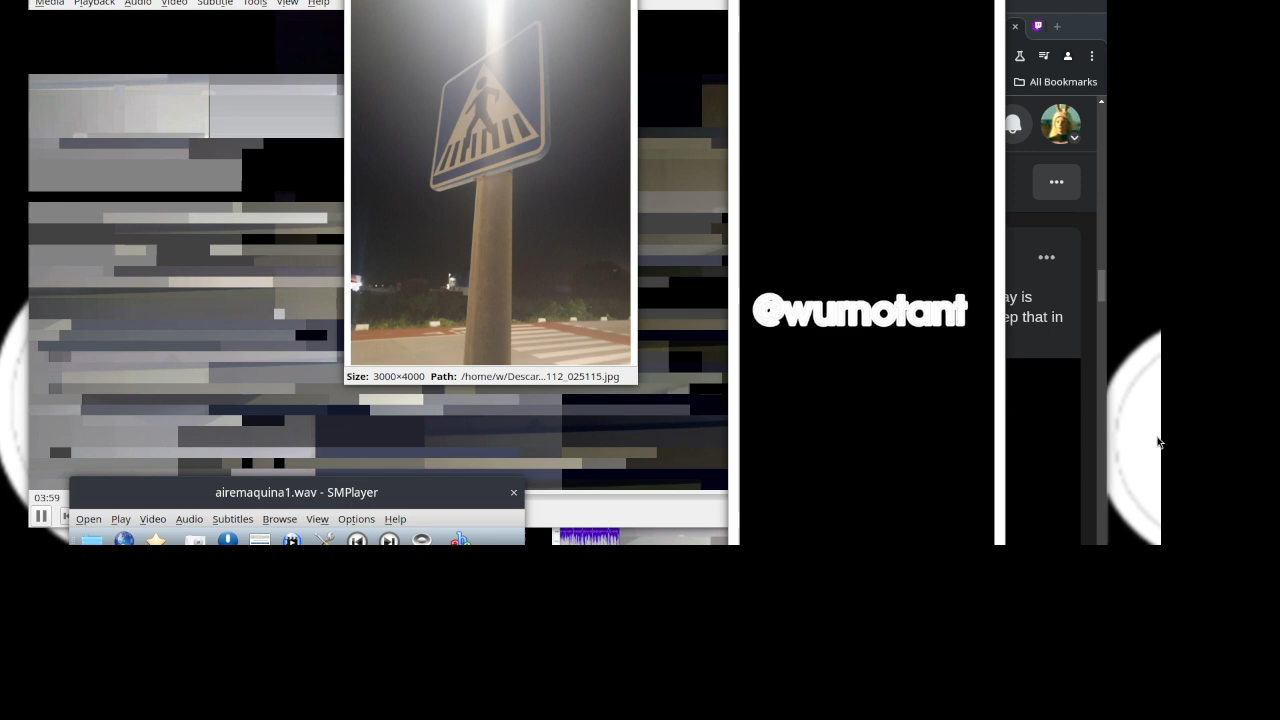 Media Playback Audio Video Subtitle Tools View Help
All Bookmarks
@wumotant
ay is
ep that in
Size: 3000×4000 Path: /home/w/Descar...112_025115.jpg
03:59
airemaquina1.wav - SMPlayer
Open Play Video Audio Subtitles Browse View Options Help